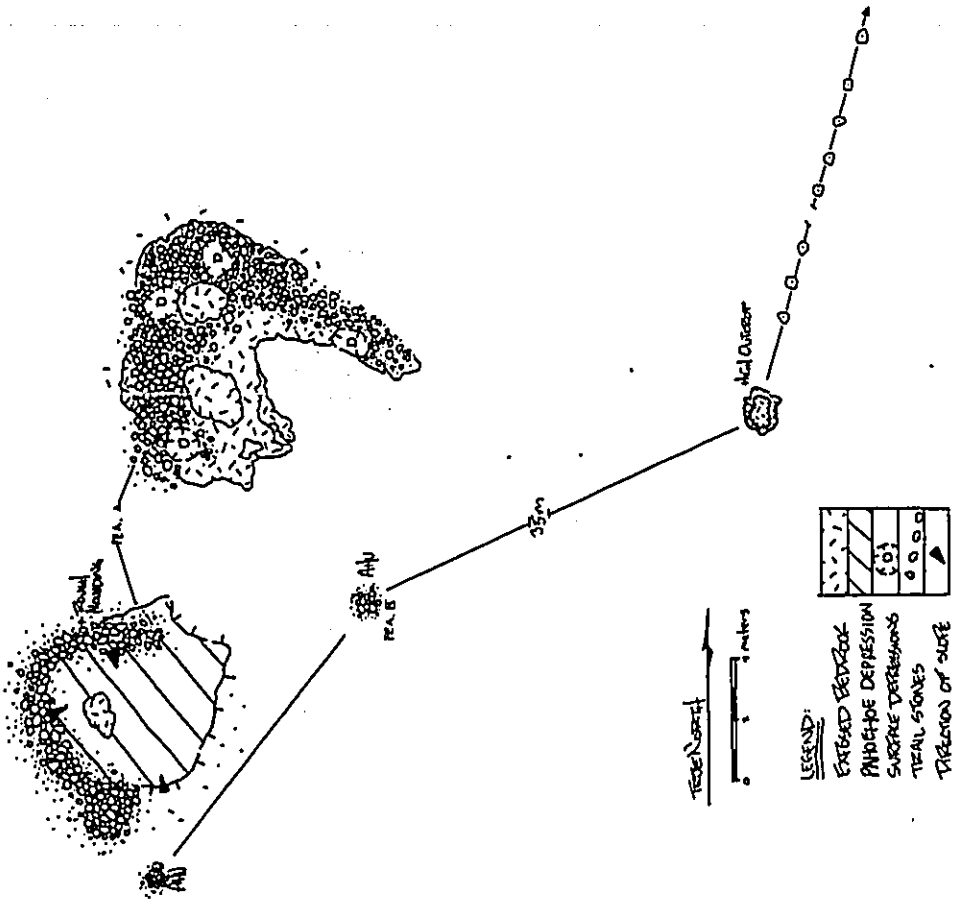 FEA. A
AHU
FEA. B
AHU
35m
TRUE NORTH
0
4 meters
LEGEND:
EXPOSED BEDROCK
PAHOEHOE DEPRESSION
SURFACE DEPRESSIONS
TRAIL STONES
DIRECTION OF SLOPE